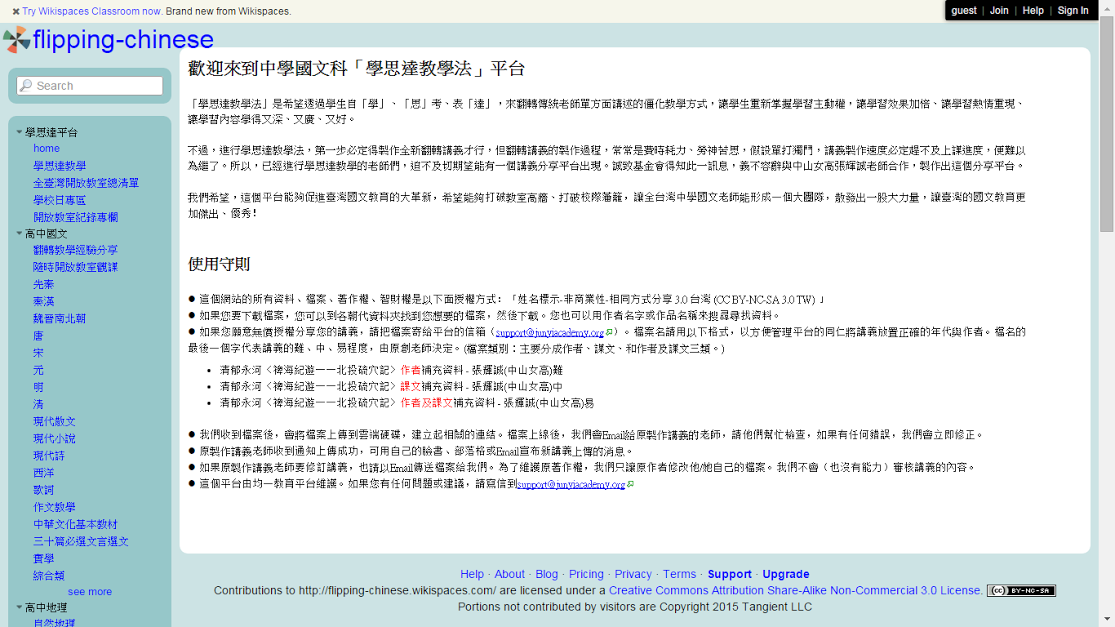 ✖ Try Wikispaces Classroom now. Brand new from Wikispaces.
guest | Join | Help | Sign In
flipping-chinese
Search
學思達平台
home
學思達教學
全臺灣開放教室總清單
學校日專區
開放教室紀錄專欄
高中國文
翻轉教學經驗分享
隨時開放教室觀課
先秦
秦漢
魏晉南北朝
唐
宋
元
明
清
現代散文
現代小說
現代詩
西洋
歌詞
作文教學
中華文化基本教材
三十篇必選文言選文
國學
綜合類
see more
高中地理
自然地理
歡迎來到中學國文科「學思達教學法」平台
「學思達教學法」是希望透過學生自「學」、「思」考、表「達」，來翻轉傳統老師單方面講述的僵化教學方式，讓學生重新掌握學習主動權，讓學習效果加倍、讓學習熱情重現、
讓學習內容學得又深、又廣、又好。
不過，進行學思達教學法，第一步必定得製作全新翻轉講義才行，但翻轉講義的製作過程，常常是費時耗力、勞神苦思，假設單打獨鬥，講義製作速度必定趕不及上課進度，便難以
為繼了。所以，已經進行學思達教學的老師們，迫不及切期望能有一個講義分享平台出現。誠致基金會得知此一訊息，義不容辭與中山女高張輝誠老師合作，製作出這個分享平台。
我們希望，這個平台能夠促進臺灣國文教育的大革新，希望能夠打破教室高牆、打破校際藩籬，讓全台灣中學國文老師能形成一個大團隊，散發出一股大力量，讓臺灣的國文教育更
加傑出、優秀！
使用守則
● 這個網站的所有資料、檔案、著作權、智財權是以下面授權方式：「姓名標示-非商業性-相同方式分享 3.0 台灣 (CC BY-NC-SA 3.0 TW) 」
● 如果您要下載檔案，您可以到各朝代資料夾找到您想要的檔案，然後下載。您也可以用作者名字或作品名稱來搜尋尋找資料。
● 如果您願意無償授權分享您的講義，請把檔案寄給平台的信箱（support@junyiacademy.org）。檔案名請用以下格式，以方便管理平台的同仁將講義放置正確的年代與作者。檔名的
最後一個字代表講義的難、中、易程度，由原創老師決定。(檔案類別：主要分成作者、課文、和作者及課文三類。)
• 清郁永河〈裨海紀遊——北投硫穴記〉作者補充資料 - 張輝誠(中山女高)難
• 清郁永河〈裨海紀遊——北投硫穴記〉課文補充資料 - 張輝誠(中山女高)中
• 清郁永河〈裨海紀遊——北投硫穴記〉作者及課文補充資料 - 張輝誠(中山女高)易
● 我們收到檔案後，會將檔案上傳到雲端硬碟，建立起相關的連結。檔案上線後，我們會Email給原製作講義的老師，請他們幫忙檢查，如果有任何錯誤，我們會立即修正。
● 原製作講義老師收到通知上傳成功，可用自己的臉書、部落格或Email宣布新講義上傳的消息。
● 如果原製作講義老師要修訂講義，也請以Email傳送檔案給我們。為了維護原著作權，我們只讓原作者修改他/她自己的檔案。我們不會（也沒有能力）審核講義的內容。
● 這個平台由均一教育平台維護。如果您有任何問題或建議，請寫信到support@junyiacademy.org
Help · About · Blog · Pricing · Privacy · Terms · Support · Upgrade
Contributions to http://flipping-chinese.wikispaces.com/ are licensed under a Creative Commons Attribution Share-Alike Non-Commercial 3.0 License. (cc) BY-NC-SA
Portions not contributed by visitors are Copyright 2015 Tangient LLC